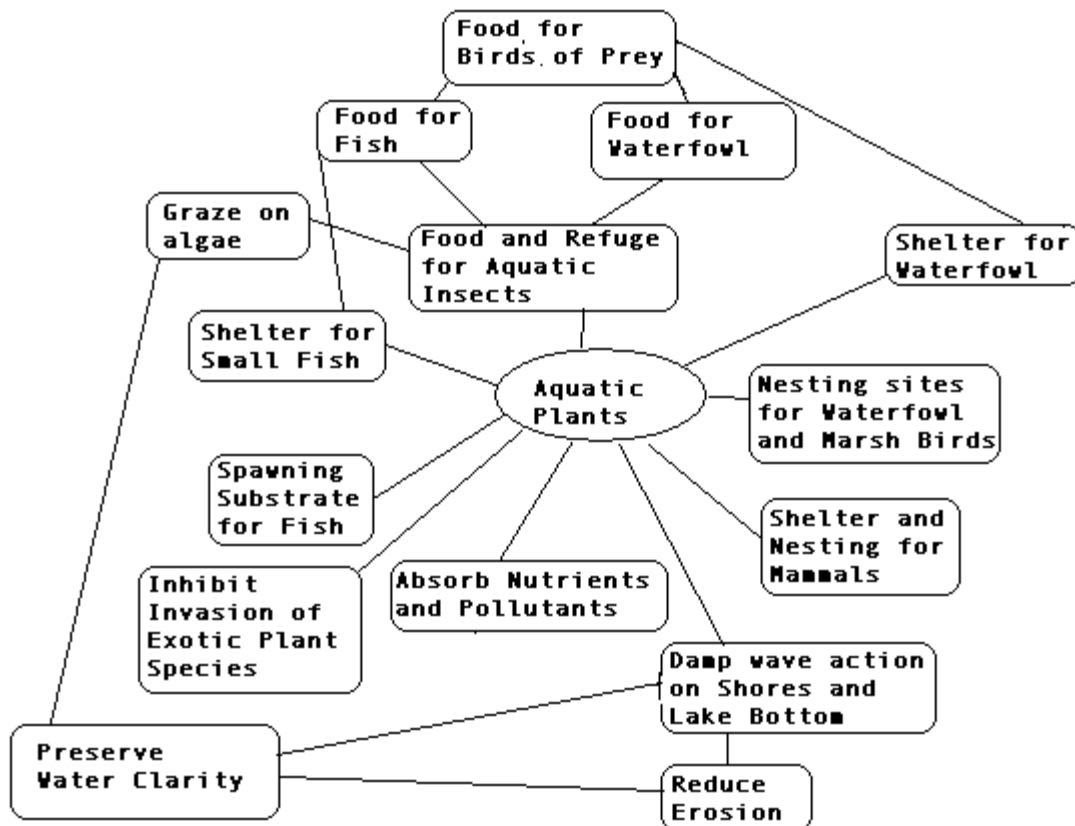 Food for
Birds of Prey
Food for
Fish
Food for
Waterfowl
Graze on
algae
Food and Refuge
for Aquatic
Insects
Shelter for
Waterfowl
Shelter for
Small Fish
Aquatic
Plants
Nesting sites
for Waterfowl
and Marsh Birds
Spawning
Substrate
for Fish
Shelter and
Nesting for
Mammals
Inhibit
Invasion of
Exotic Plant
Species
Absorb Nutrients
and Pollutants
Damp wave action
on Shores and
Lake Bottom
Preserve
Water Clarity
Reduce
Erosion